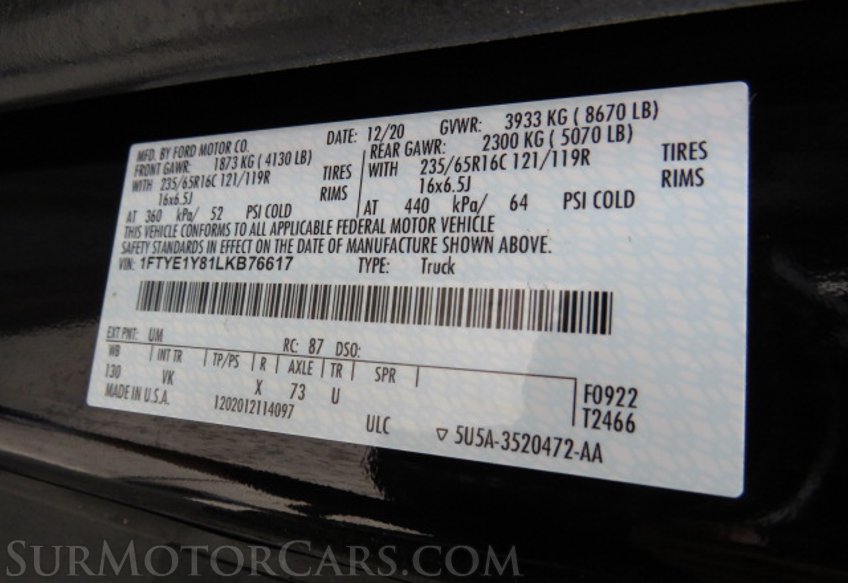 MFD. BY FORD MOTOR CO. DATE: 12/20 GVWR: 3933 KG ( 8670 LB)
FRONT GAWR: 1873 KG ( 4130 LB) REAR GAWR: 2300 KG ( 5070 LB)
WITH 235/65R16C 121/119R TIRES WITH 235/65R16C 121/119R TIRES
16x6.5J RIMS 16x6.5J RIMS
AT 360 kPa/ 52 PSI COLD AT 440 kPa/ 64 PSI COLD
THIS VEHICLE CONFORMS TO ALL APPLICABLE FEDERAL MOTOR VEHICLE
SAFETY STANDARDS IN EFFECT ON THE DATE OF MANUFACTURE SHOWN ABOVE.
VIN: 1FTYE1Y81LKB76617 TYPE: Truck
EXT PNT: UM RC: 87 DSO:
WB INT TR TP/PS R AXLE TR SPR
130 VK X 73 U F0922
MADE IN U.S.A. 1202012114097 T2466
ULC ▽ 5U5A-3520472-AA
SurMotorCars.com